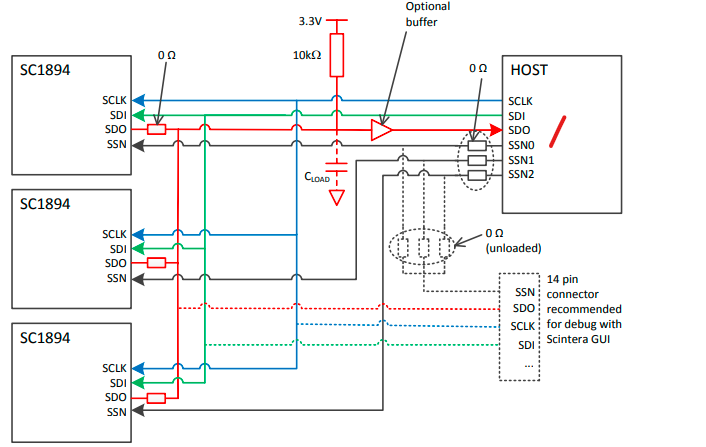 Optional
buffer
3.3V
10kΩ
0 Ω
0 Ω
SC1894
SCLK
SDI
SDO
SSN
HOST
SCLK
SDI
SDO
SSN0
SSN1
SSN2
CLOAD
SC1894
SCLK
SDI
SDO
SSN
0 Ω
(unloaded)
SSN
SDO
SCLK
SDI
...
14 pin
connector
recommended
for debug with
Scintera GUI
SC1894
SCLK
SDI
SDO
SSN